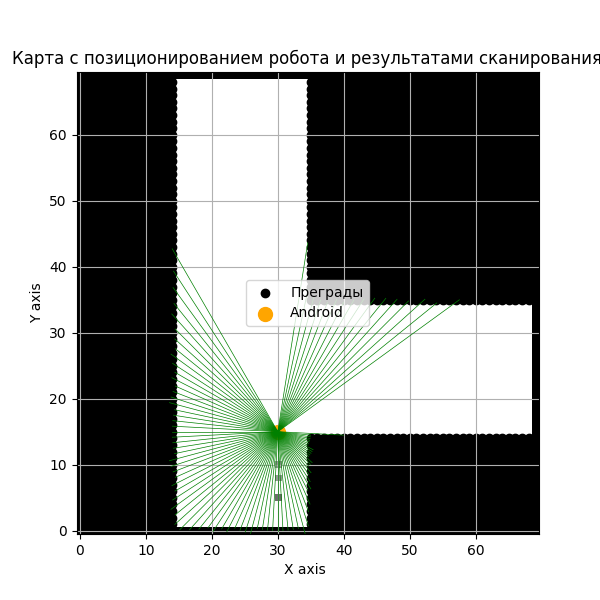 Карта с позиционированием робота и результатами сканирования
60
50
40
30
20
10
0
Y axis
Преграды
Android
0 10 20 30 40 50 60
X axis